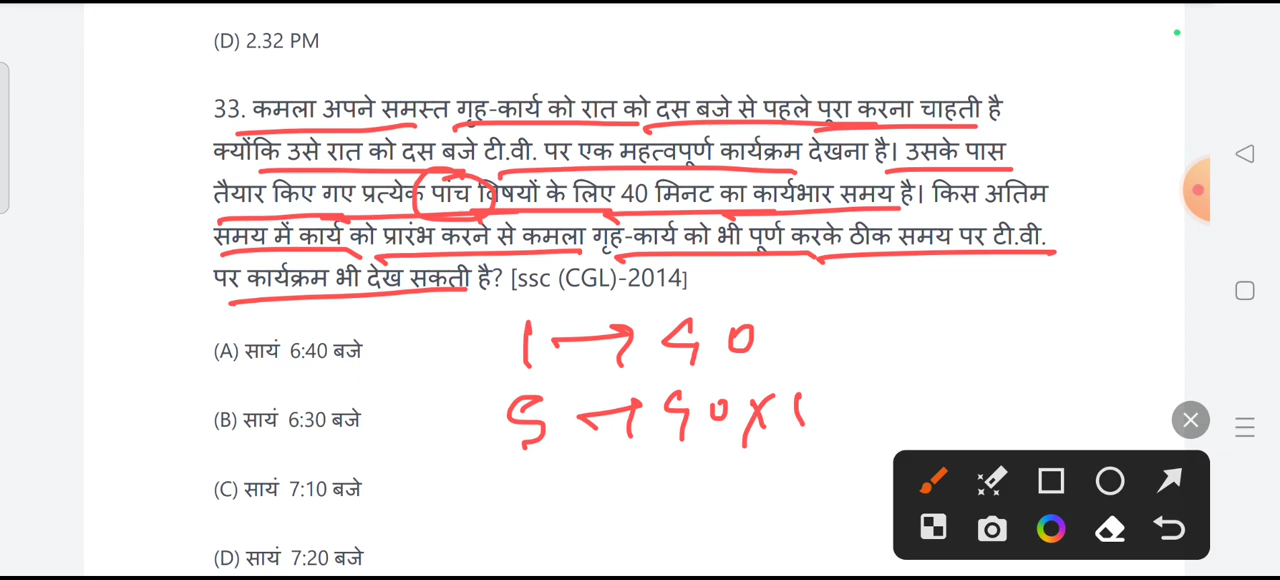 (D) 2.32 PM
33. कमला अपने समस्त गृह-कार्य को रात को दस बजे से पहले पूरा करना चाहती है
क्योंकि उसे रात को दस बजे टी.वी. पर एक महत्वपूर्ण कार्यक्रम देखना है। उसके पास
तैयार किए गए प्रत्येक पांच विषयों के लिए 40 मिनट का कार्यभार समय है। किस अतिम
समय में कार्य को प्रारंभ करने से कमला गृह-कार्य को भी पूर्ण करके ठीक समय पर टी.वी.
पर कार्यक्रम भी देख सकती है? [ssc (CGL)-2014]
1 → 40
(A) सायं 6:40 बजे
5 → 40×1
(B) सायं 6:30 बजे
(C) सायं 7:10 बजे
(D) सायं 7:20 बजे